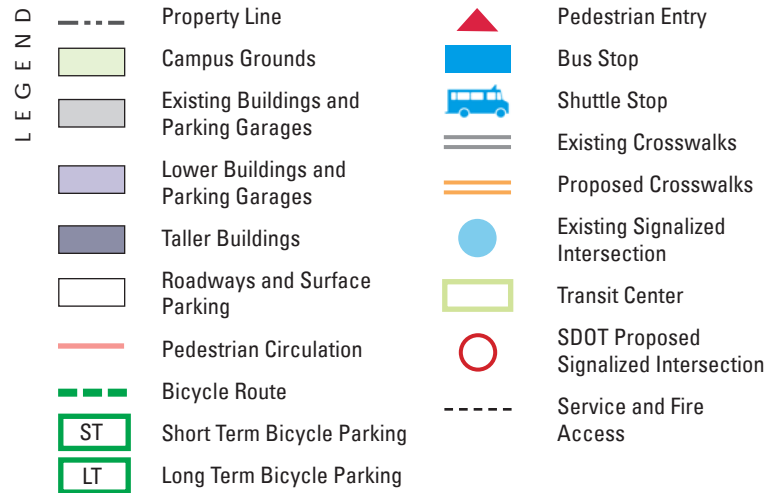 LEGEND
Property Line
Campus Grounds
Existing Buildings and
Parking Garages
Lower Buildings and
Parking Garages
Taller Buildings
Roadways and Surface
Parking
Pedestrian Circulation
Bicycle Route
ST
Short Term Bicycle Parking
LT
Long Term Bicycle Parking
Pedestrian Entry
Bus Stop
Shuttle Stop
Existing Crosswalks
Proposed Crosswalks
Existing Signalized
Intersection
Transit Center
SDOT Proposed
Signalized Intersection
Service and Fire
Access